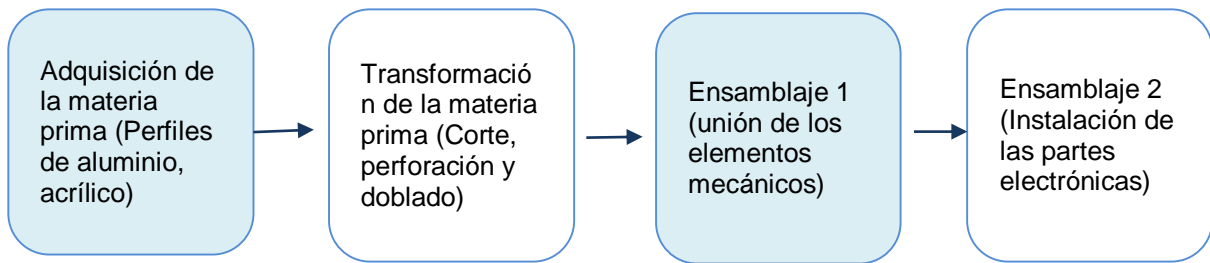 Adquisición de
la materia
prima (Perfiles
de aluminio,
acrílico)
Transformació
n de la materia
prima (Corte,
perforación y
doblado)
Ensamblaje 1
(unión de los
elementos
mecánicos)
Ensamblaje 2
(Instalación de
las partes
electrónicas)